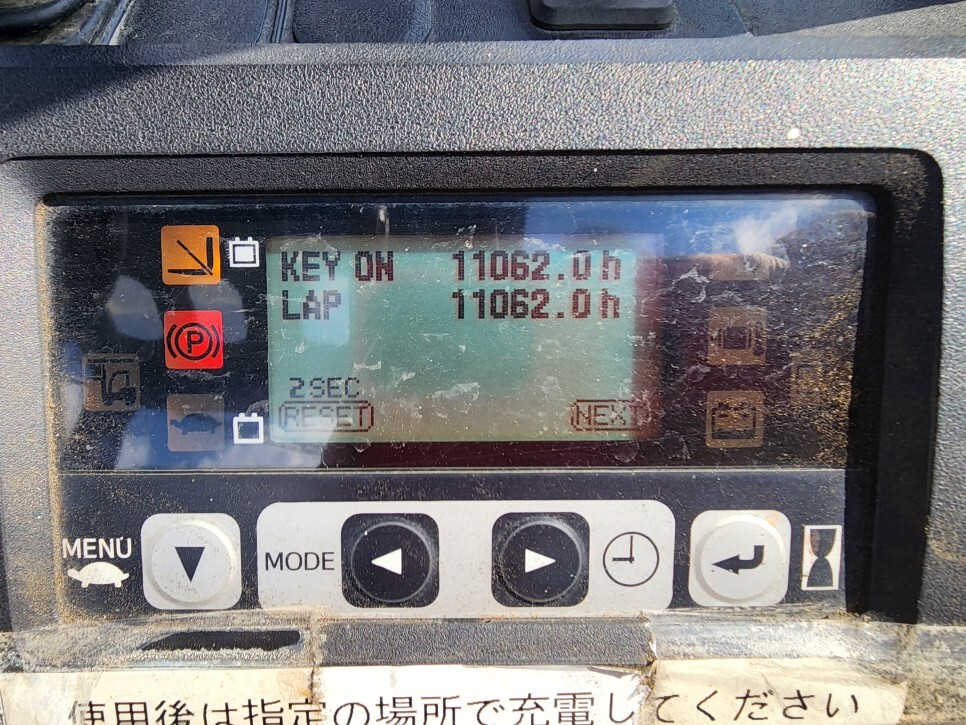 KEY ON 11062.0 h
LAP 11062.0 h
2SEC
RESET NEXT
P
MENU
MODE
使用後は指定の場所で充電してください